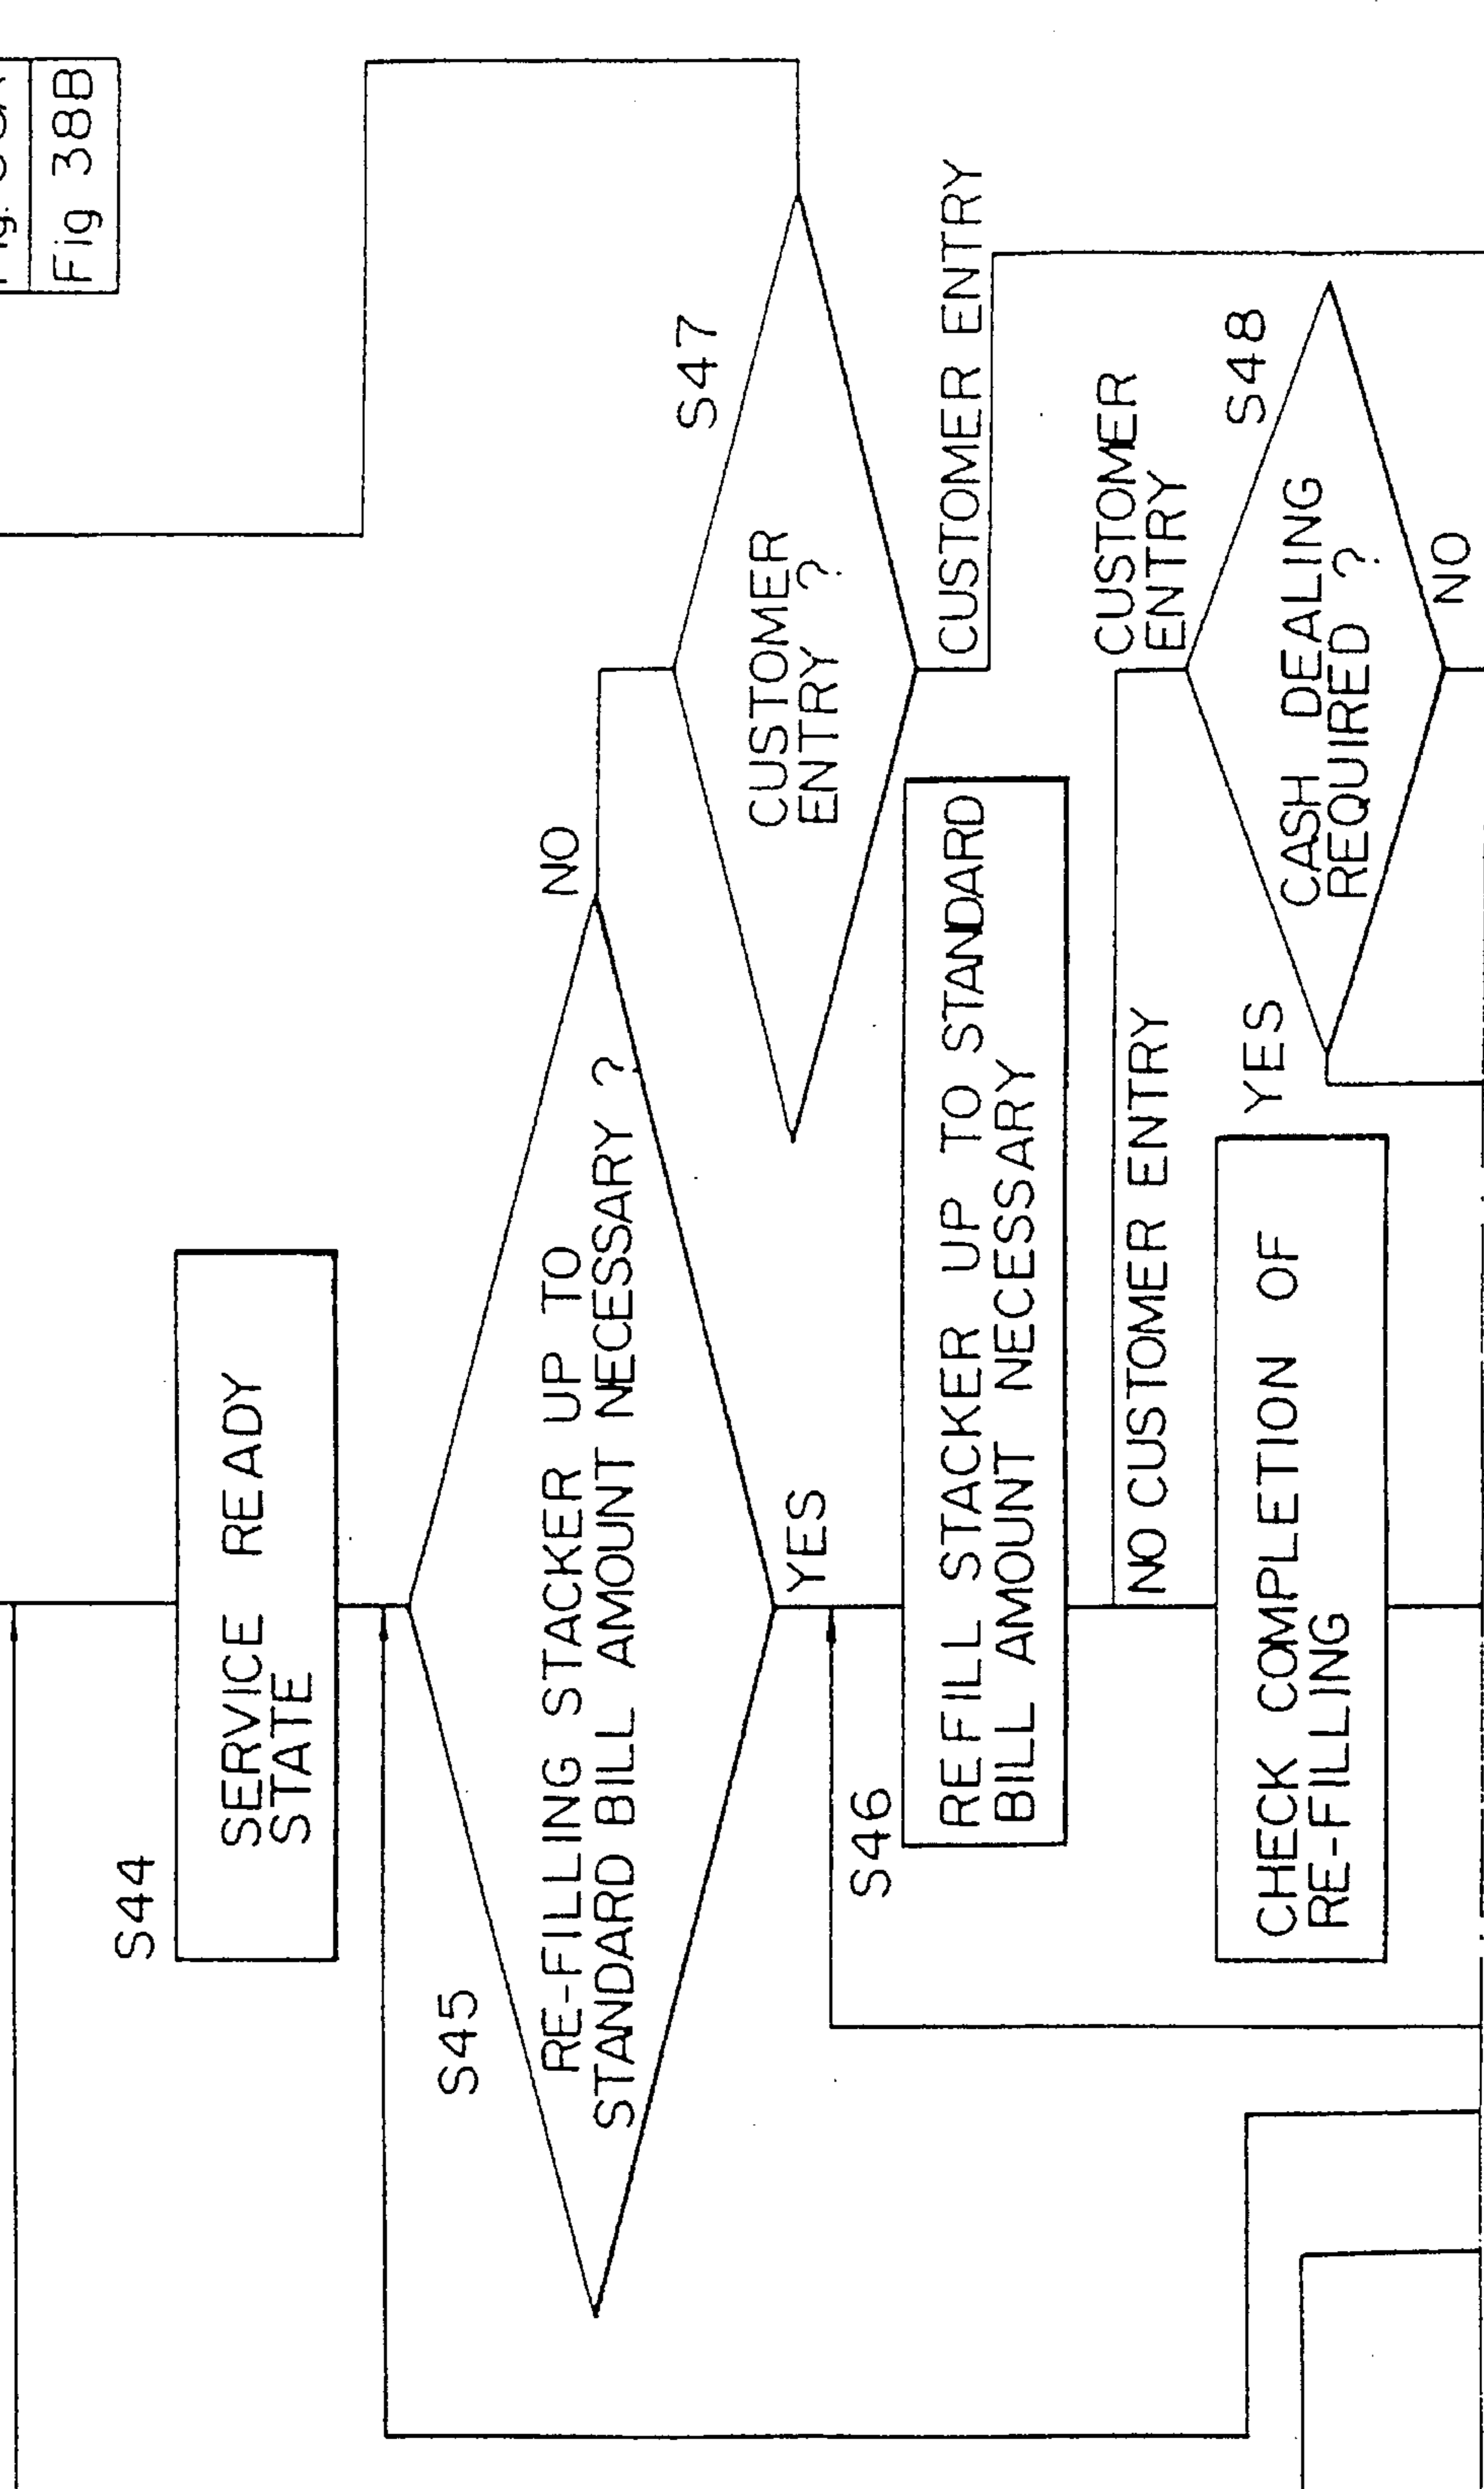 Fig 38B
S44
SERVICE READY
STATE
S45
RE-FILLING STACKER UP TO
STANDARD BILL AMOUNT NECESSARY ?
NO
YES
S47
CUSTOMER
ENTRY ?
CUSTOMER ENTRY
S46
REFILL STACKER UP TO STANDARD
BILL AMOUNT NECESSARY
NO CUSTOMER ENTRY
CUSTOMER
ENTRY
S48
CASH DEALING
REQUIRED ?
YES
NO
CHECK COMPLETION OF
RE-FILLING